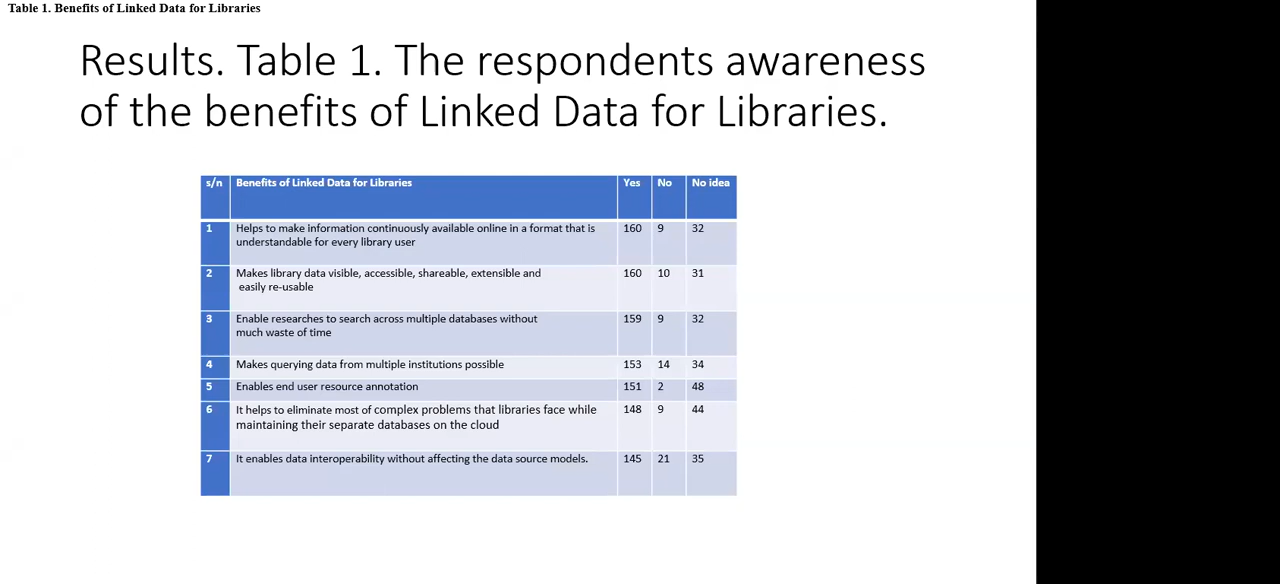 Table 1. Benefits of Linked Data for Libraries
Results. Table 1. The respondents awareness
of the benefits of Linked Data for Libraries.
s/n Benefits of Linked Data for Libraries Yes No No idea
1 Helps to make information continuously available online in a format that is 160 9 32
understandable for every library user
2 Makes library data visible, accessible, shareable, extensible and 160 10 31
easily re-usable
3 Enable researches to search across multiple databases without 159 9 32
much waste of time
4 Makes querying data from multiple institutions possible 153 14 34
5 Enables end user resource annotation 151 2 48
6 It helps to eliminate most of complex problems that libraries face while 148 9 44
maintaining their separate databases on the cloud
7 It enables data interoperability without affecting the data source models. 145 21 35